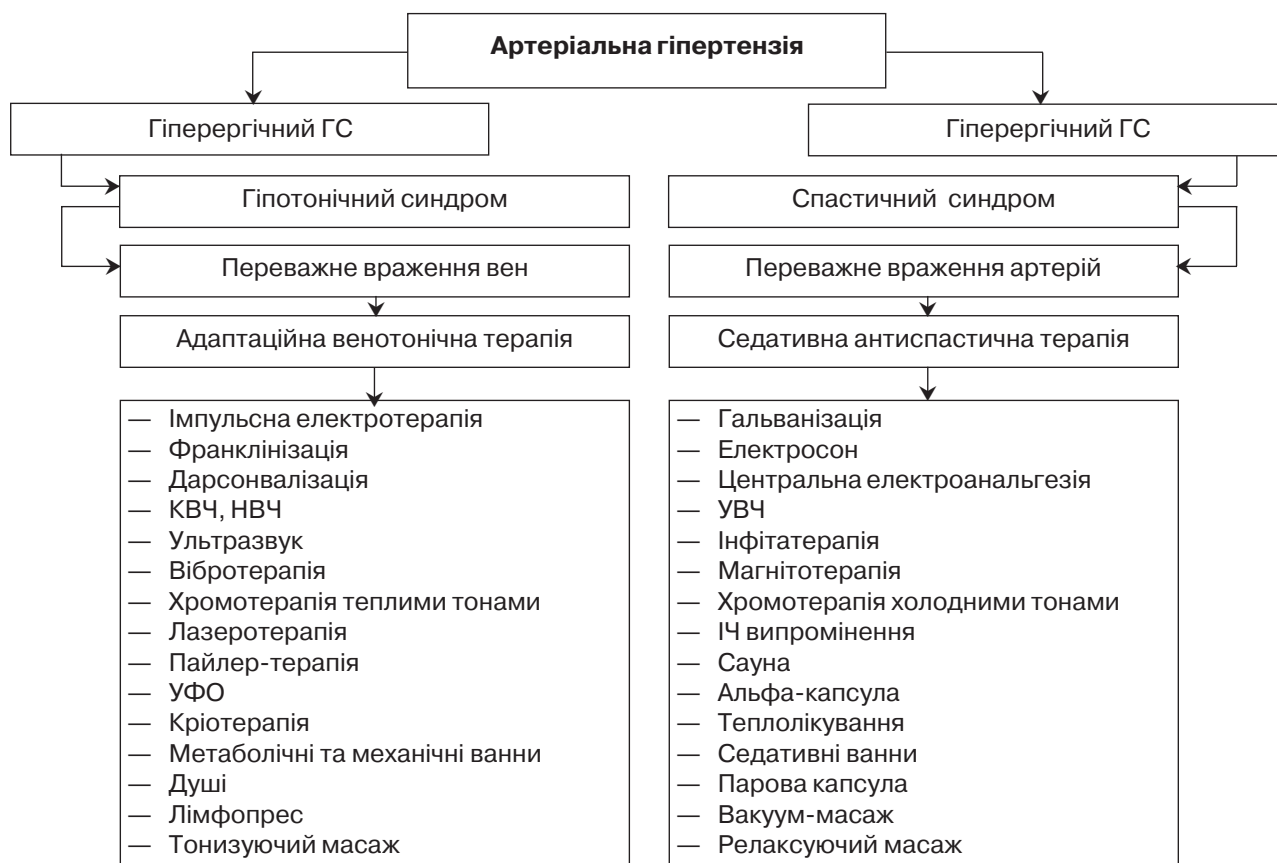 Артеріальна гіпертензія
Гіперергічний ГС
Гіперергічний ГС
Гіпотонічний синдром
Спастичний синдром
Переважне враження вен
Переважне враження артерій
Адаптаційна венотонічна терапія
Седативна антиспастична терапія
— Імпульсна електротерапія
— Франклінізація
— Дарсонвалізація
— КВЧ, НВЧ
— Ультразвук
— Вібротерапія
— Хромотерапія теплими тонами
— Лазеротерапія
— Пайлер-терапія
— УФО
— Кріотерапія
— Метаболічні та механічні ванни
— Душі
— Лімфопрес
— Тонизуючий масаж
— Гальванізація
— Електросон
— Центральна електроанальгезія
— УВЧ
— Інфітатерапія
— Магнітотерапія
— Хромотерапія холодними тонами
— ІЧ випромінення
— Сауна
— Альфа-капсула
— Теплолікування
— Седативні ванни
— Парова капсула
— Вакуум-масаж
— Релаксуючий масаж